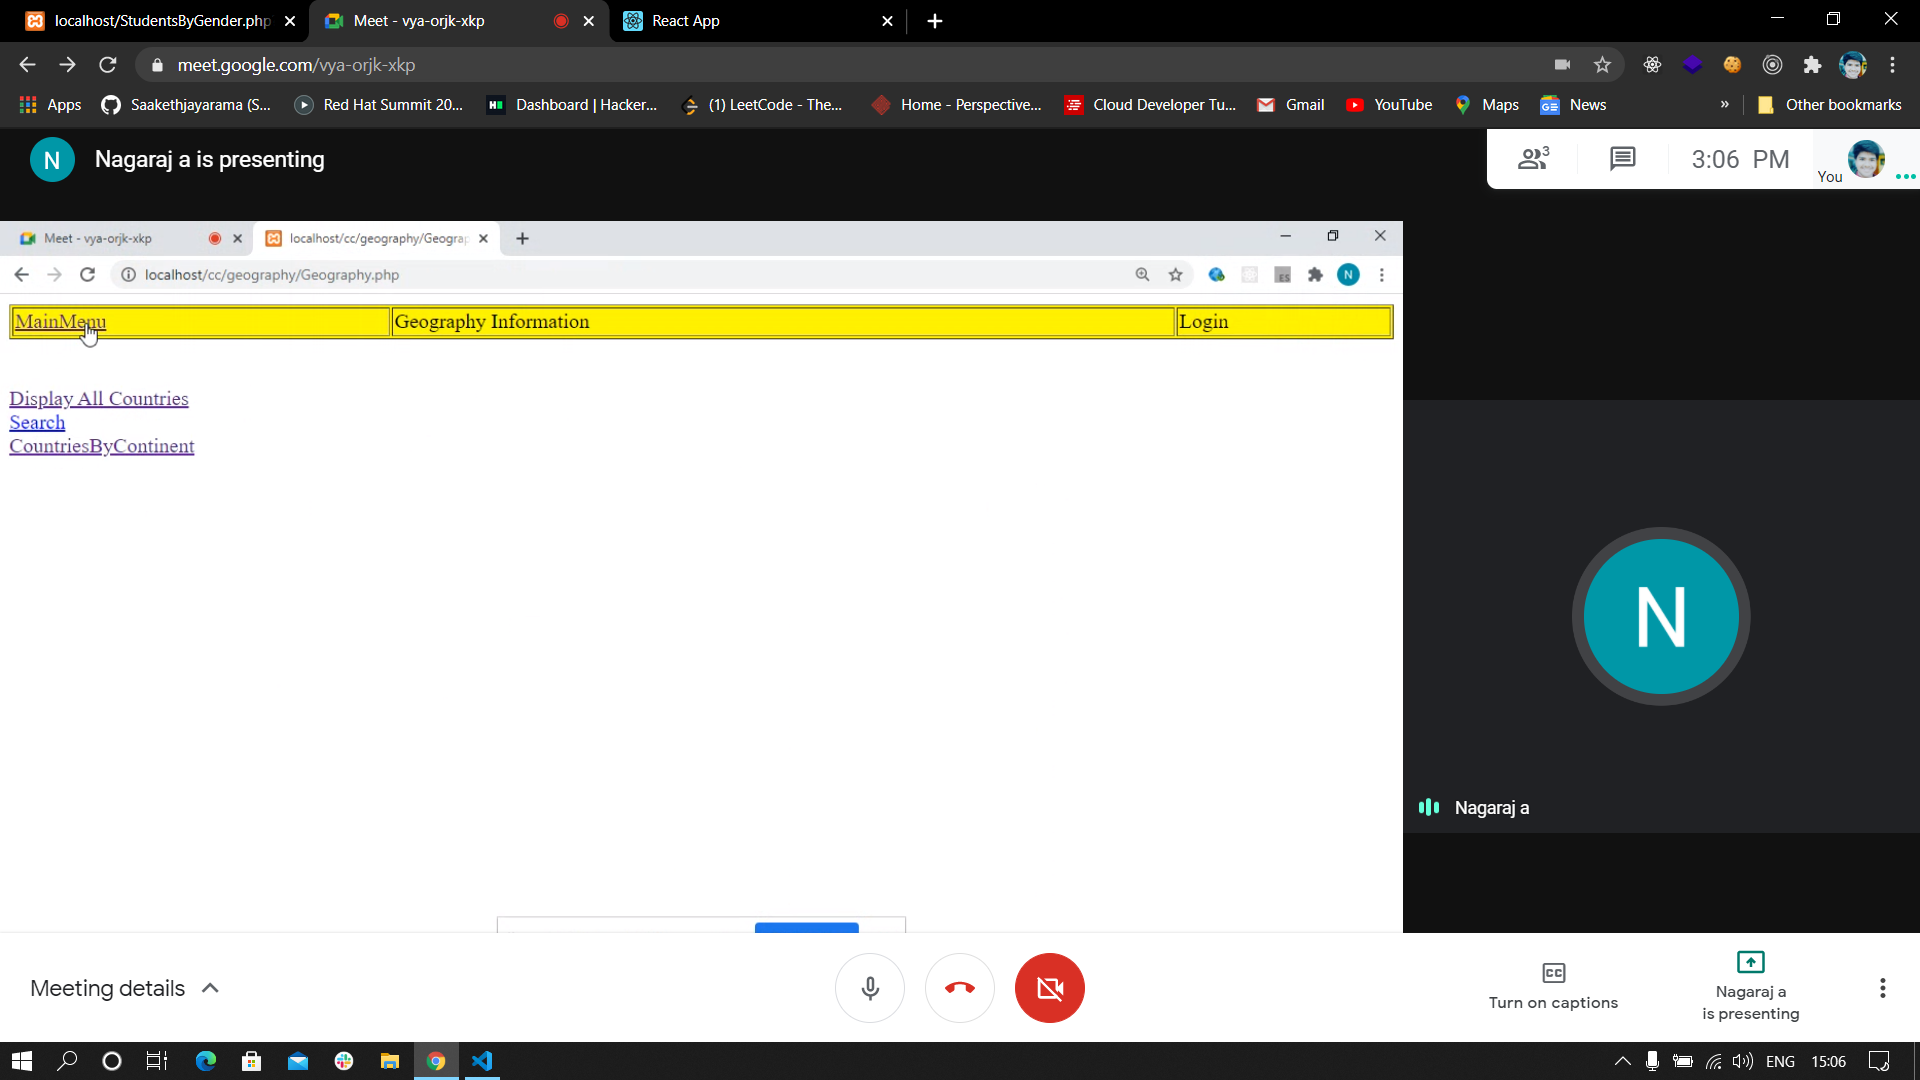 localhost/StudentsByGender.php
Meet - vya-orjk-xkp
React App
meet.google.com/vya-orjk-xkp
Apps
Saakethjayarama (S...
Red Hat Summit 20...
Dashboard | Hacker...
(1) LeetCode - The...
Home - Perspective...
Cloud Developer Tu...
Gmail
YouTube
Maps
News
»
Other bookmarks
N
Nagaraj a is presenting
3
3:06 PM
You
Meet - vya-orjk-xkp
localhost/cc/geography/Geograp
localhost/cc/geography/Geography.php
ES
N
MainMenu
Geography Information
Login
Display All Countries
Search
CountriesByContinent
N
Nagaraj a
Meeting details
CC
Turn on captions
Nagaraj a
is presenting
ENG
15:06